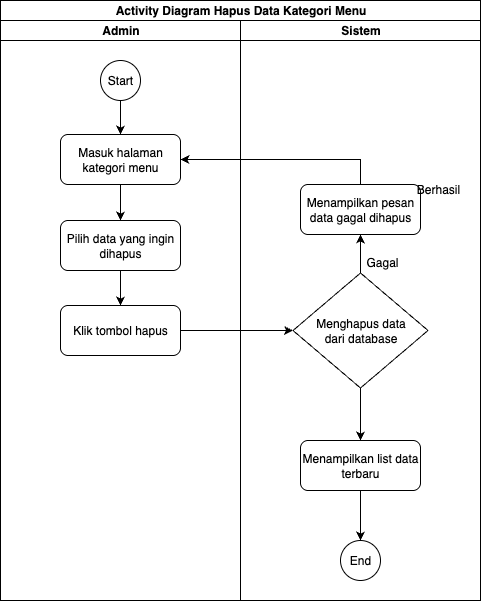 Activity Diagram Hapus Data Kategori Menu
Admin
Sistem
Start
Masuk halaman
kategori menu
Berhasil
Menampilkan pesan
data gagal dihapus
Pilih data yang ingin
dihapus
Gagal
Klik tombol hapus
Menghapus data
dari database
Menampilkan list data
terbaru
End